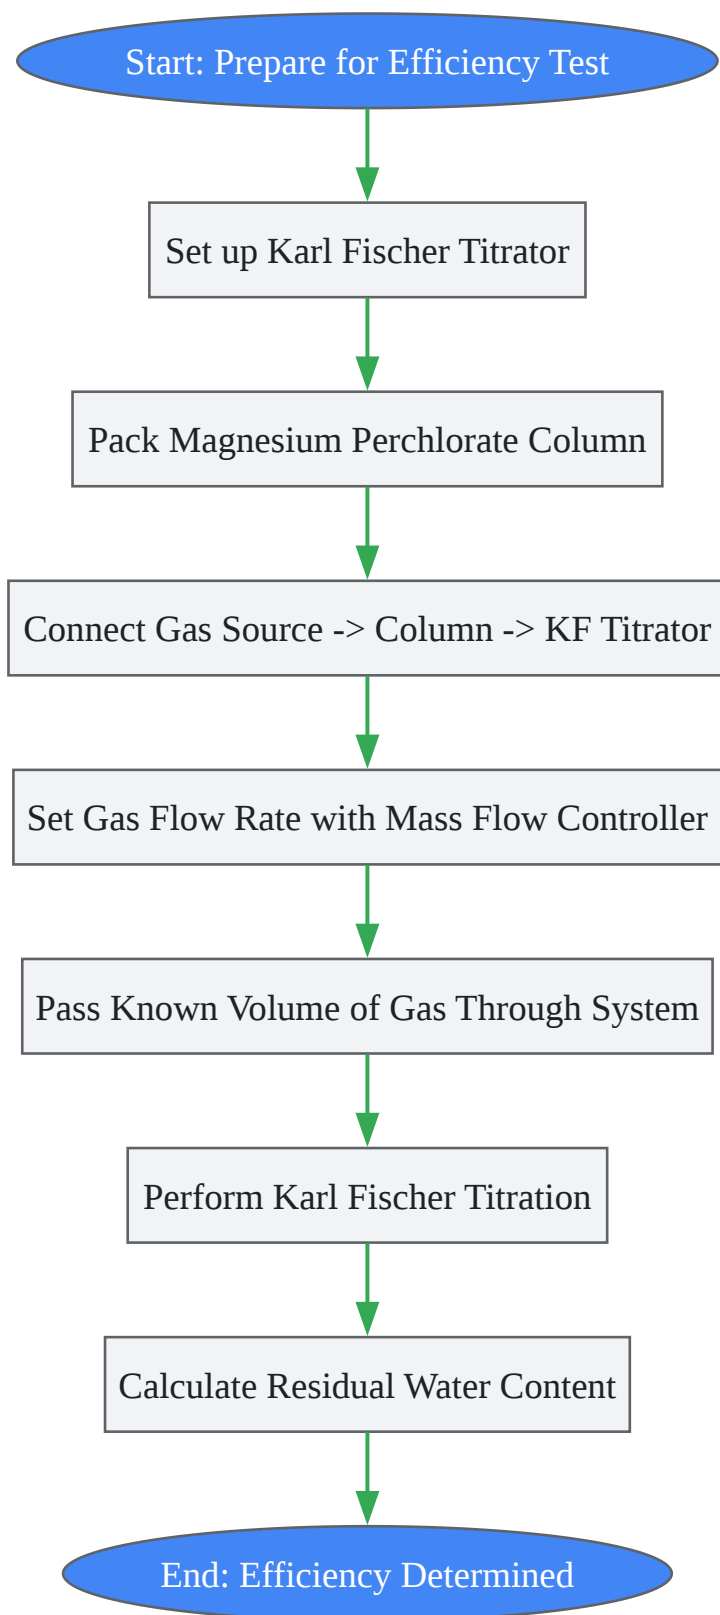 Start: Prepare for Efficiency Test
Set up Karl Fischer Titrator
Pack Magnesium Perchlorate Column
Connect Gas Source -> Column -> KF Titrator
Set Gas Flow Rate with Mass Flow Controller
Pass Known Volume of Gas Through System
Perform Karl Fischer Titration
Calculate Residual Water Content
End: Efficiency Determined